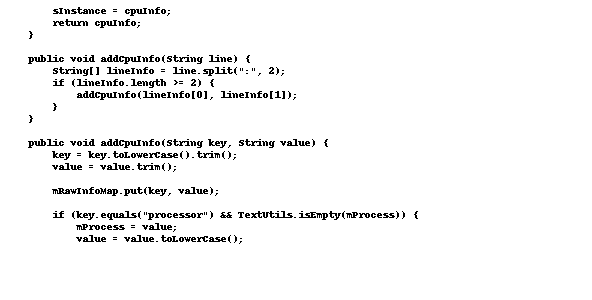 sInstance = cpuInfo;
return cpuInfo;
}
public void addCpuInfo(String line) {
String[] lineInfo = line.split(":", 2);
if (lineInfo.length >= 2) {
addCpuInfo(lineInfo[0], lineInfo[1]);
}
}
public void addCpuInfo(String key, String value) {
key = key.toLowerCase().trim();
value = value.trim();
mRawInfoMap.put(key, value);
if (key.equals("processor") && TextUtils.isEmpty(mProcess)) {
mProcess = value;
value = value.toLowerCase();